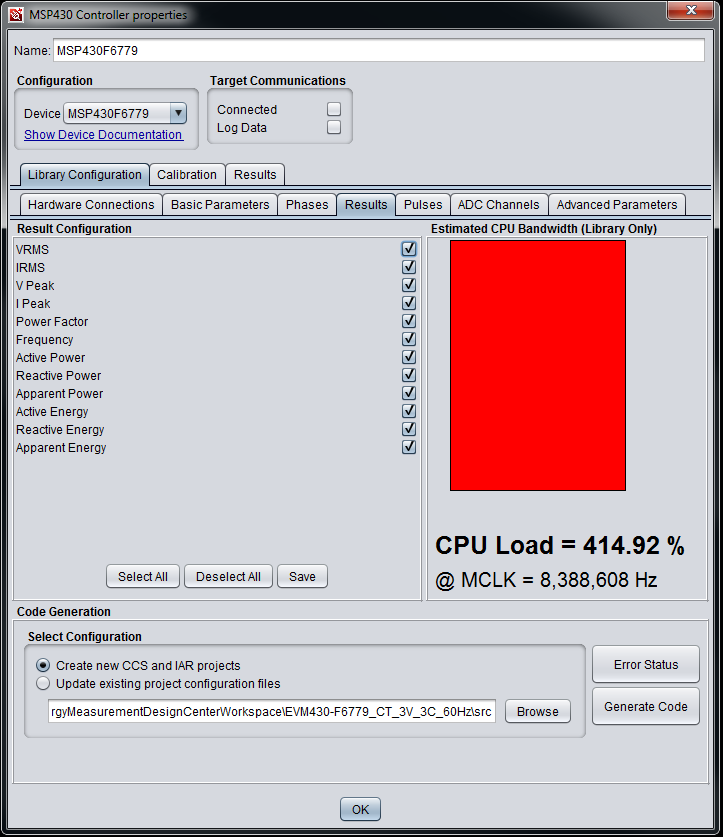 MSP430 Controller properties
Name: MSP430F6779
Configuration
Target Communications
Device MSP430F6779
Show Device Documentation
Connected
Log Data
Library Configuration Calibration Results
Hardware Connections Basic Parameters Phases Results Pulses ADC Channels Advanced Parameters
Result Configuration
VRMS
IRMS
V Peak
I Peak
Power Factor
Frequency
Active Power
Reactive Power
Apparent Power
Active Energy
Reactive Energy
Apparent Energy
Select All Deselect All Save
Estimated CPU Bandwidth (Library Only)
CPU Load = 414.92 %
@ MCLK = 8,388,608 Hz
Code Generation
Select Configuration
Create new CCS and IAR projects
Update existing project configuration files
rgyMeasurementDesignCenterWorkspace\EVM430-F6779_CT_3V_3C_60Hz\src Browse
Error Status
Generate Code
OK